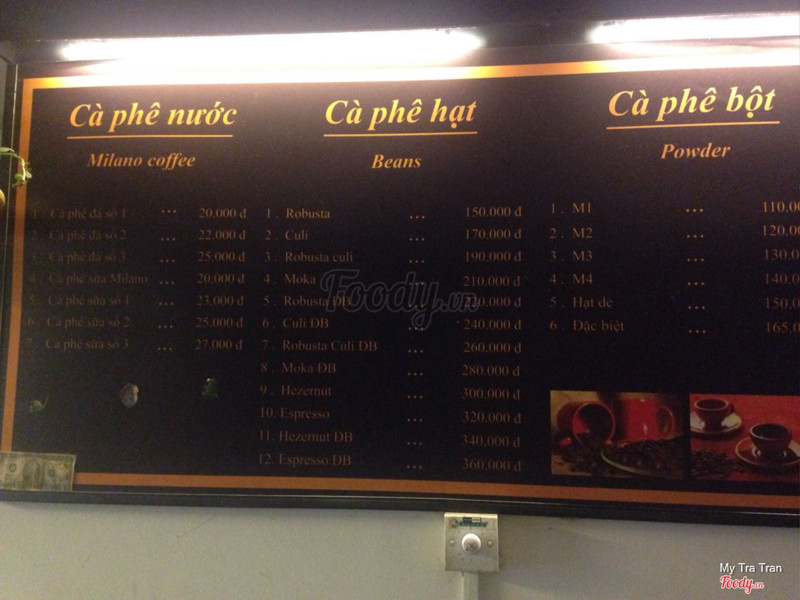 Cà phê nước
Milano coffee
1 . Cà phê đá số 1 ... 20.000 đ
2 . Cà phê đá số 2 ... 22.000 đ
3 . Cà phê đá số 3 ... 25.000 đ
4 . Cà phê sữa Milano ... 20.000 đ
5 . Cà phê sữa số 1 ... 23.000 đ
6 . Cà phê sữa số 2 ... 25.000 đ
7 . Cà phê sữa số 3 ... 27.000 đ
Cà phê hạt
Beans
1 . Robusta ... 150.000 đ
2 . Culi ... 170.000 đ
3 . Robusta culi ... 190.000 đ
4 . Moka ... 210.000 đ
5 . Robusta ĐB ... 220.000 đ
6 . Culi ĐB ... 240.000 đ
7 . Robusta Culi ĐB ... 260.000 đ
8 . Moka ĐB ... 280.000 đ
9 . Hezernut ... 300.000 đ
10. Espresso ... 320.000 đ
11. Hezernut ĐB ... 340.000 đ
12. Espresso ĐB ... 360.000 đ
Cà phê bột
Powder
1 . M1 ... 110.00
2 . M2 ... 120.00
3 . M3 ... 130.0
4 . M4 ... 140.0
5 . Hạt dẻ ... 150.0
6 . Đặc biệt ... 165.0
Foody.vn
My Tra Tran
Foody.vn